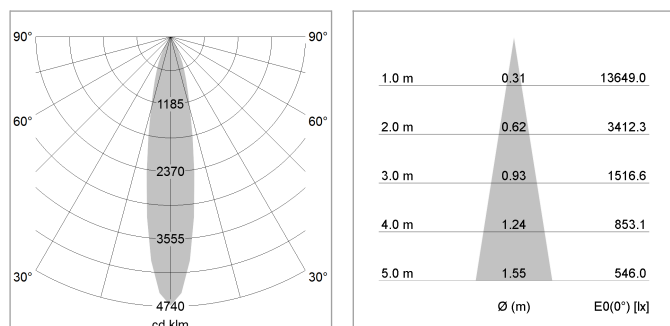 90° 90°
1185
60° 60°
2370
3555
30° 30°
4740
cd klm
1.0 m 0.31 13649.0
2.0 m 0.62 3412.3
3.0 m 0.93 1516.6
4.0 m 1.24 853.1
5.0 m 1.55 546.0
Ø (m) E0(0°) [lx]